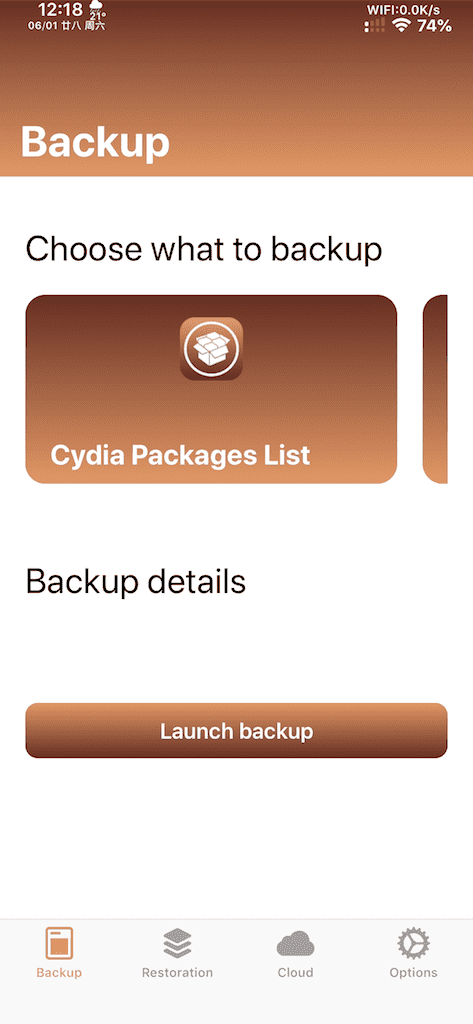 12:18 21° WIFI:0.0K/s
06/01 廿八 周六 74%
Backup
Choose what to backup
Cydia Packages List
Backup details
Launch backup
Backup Restoration Cloud Options